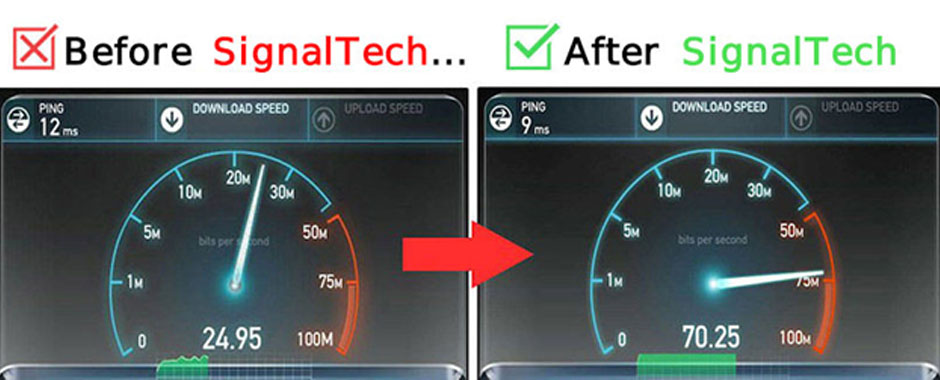 Before SignalTech...
After SignalTech
PING
12 ms
DOWNLOAD SPEED
UPLOAD SPEED
0
1M
5M
10M
20M
30M
50M
75M
100M
bits per second
24.95
PING
9 ms
DOWNLOAD SPEED
UPLOAD SPEED
0
1M
5M
10M
20M
30M
50M
75M
100M
bits per second
70.25